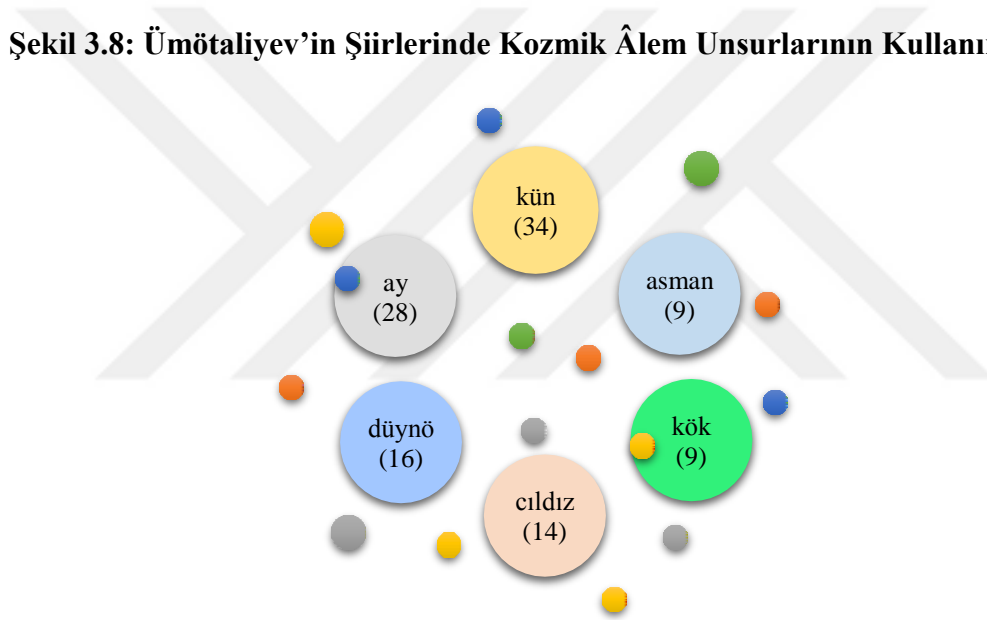 Şekil 3.8: Ümötaliyev’in Şiirlerinde Kozmik Âlem Unsurlarının
kün
(34)
ay
(28)
asman
(9)
düynö
(16)
kök
(9)
cıldız
(14)